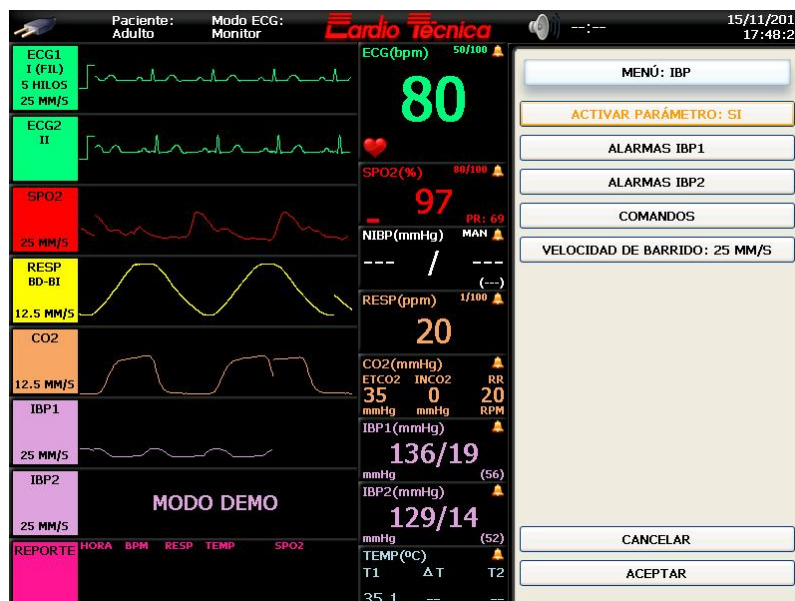 Paciente:
Adulto
Modo ECG:
Monitor
Cardio Técnica
--:--
15/11/201
17:48:2
ECG1
I (FIL)
5 HILOS
25 MM/S
ECG2
II
SPO2
25 MM/S
RESP
BD-BI
12.5 MM/S
CO2
12.5 MM/S
IBP1
25 MM/S
IBP2
25 MM/S
MODO DEMO
REPORTE
HORA BPM RESP TEMP SPO2
ECG(bpm) 50/100
80
SPO2(%) 80/100
97
PR: 69
NIBP(mmHg) MAN
--- / ---
(---)
RESP(ppm) 1/100
20
CO2(mmHg)
ETCO2 INCO2 RR
35 0 20
mmHg mmHg RPM
IBP1(mmHg)
136/19
mmHg (56)
IBP2(mmHg)
129/14
mmHg (52)
TEMP(ºC)
T1 ΔT T2
35.1 -- --
MENÚ: IBP
ACTIVAR PARÁMETRO: SI
ALARMAS IBP1
ALARMAS IBP2
COMANDOS
VELOCIDAD DE BARRIDO: 25 MM/S
CANCELAR
ACEPTAR